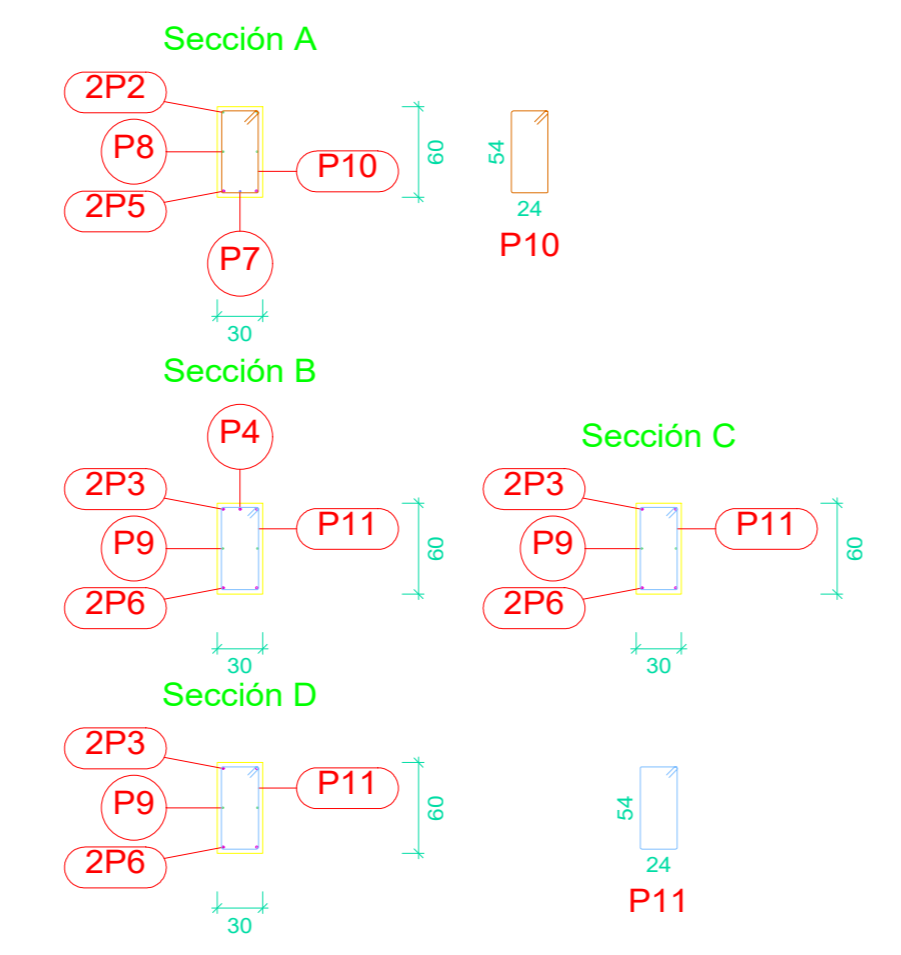 Sección A
2P2
P8
P10
2P5
P7
60
30
54
24
P10
Sección B
P4
2P3
P9
P11
2P6
60
30
Sección C
2P3
P9
P11
2P6
60
30
Sección D
2P3
P9
P11
2P6
60
30
54
24
P11